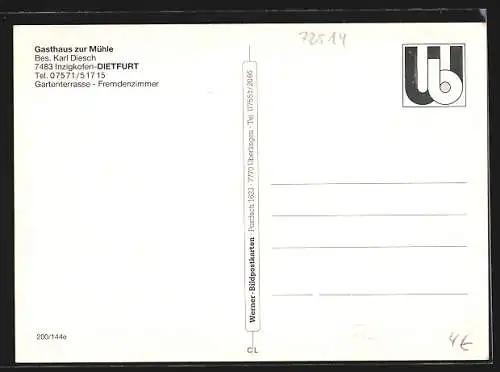 Gasthaus zur Mühle
Bes. Karl Diesch
7483 Inzigkofen-DIETFURT
Tel. 07571/51715
Gartenterrasse - Fremdenzimmer
72514
Werner-Bildpostkarten · Postfach 1623 · 7770 Überlingen · Tel. 07551/2086
200/144e
CL
4€